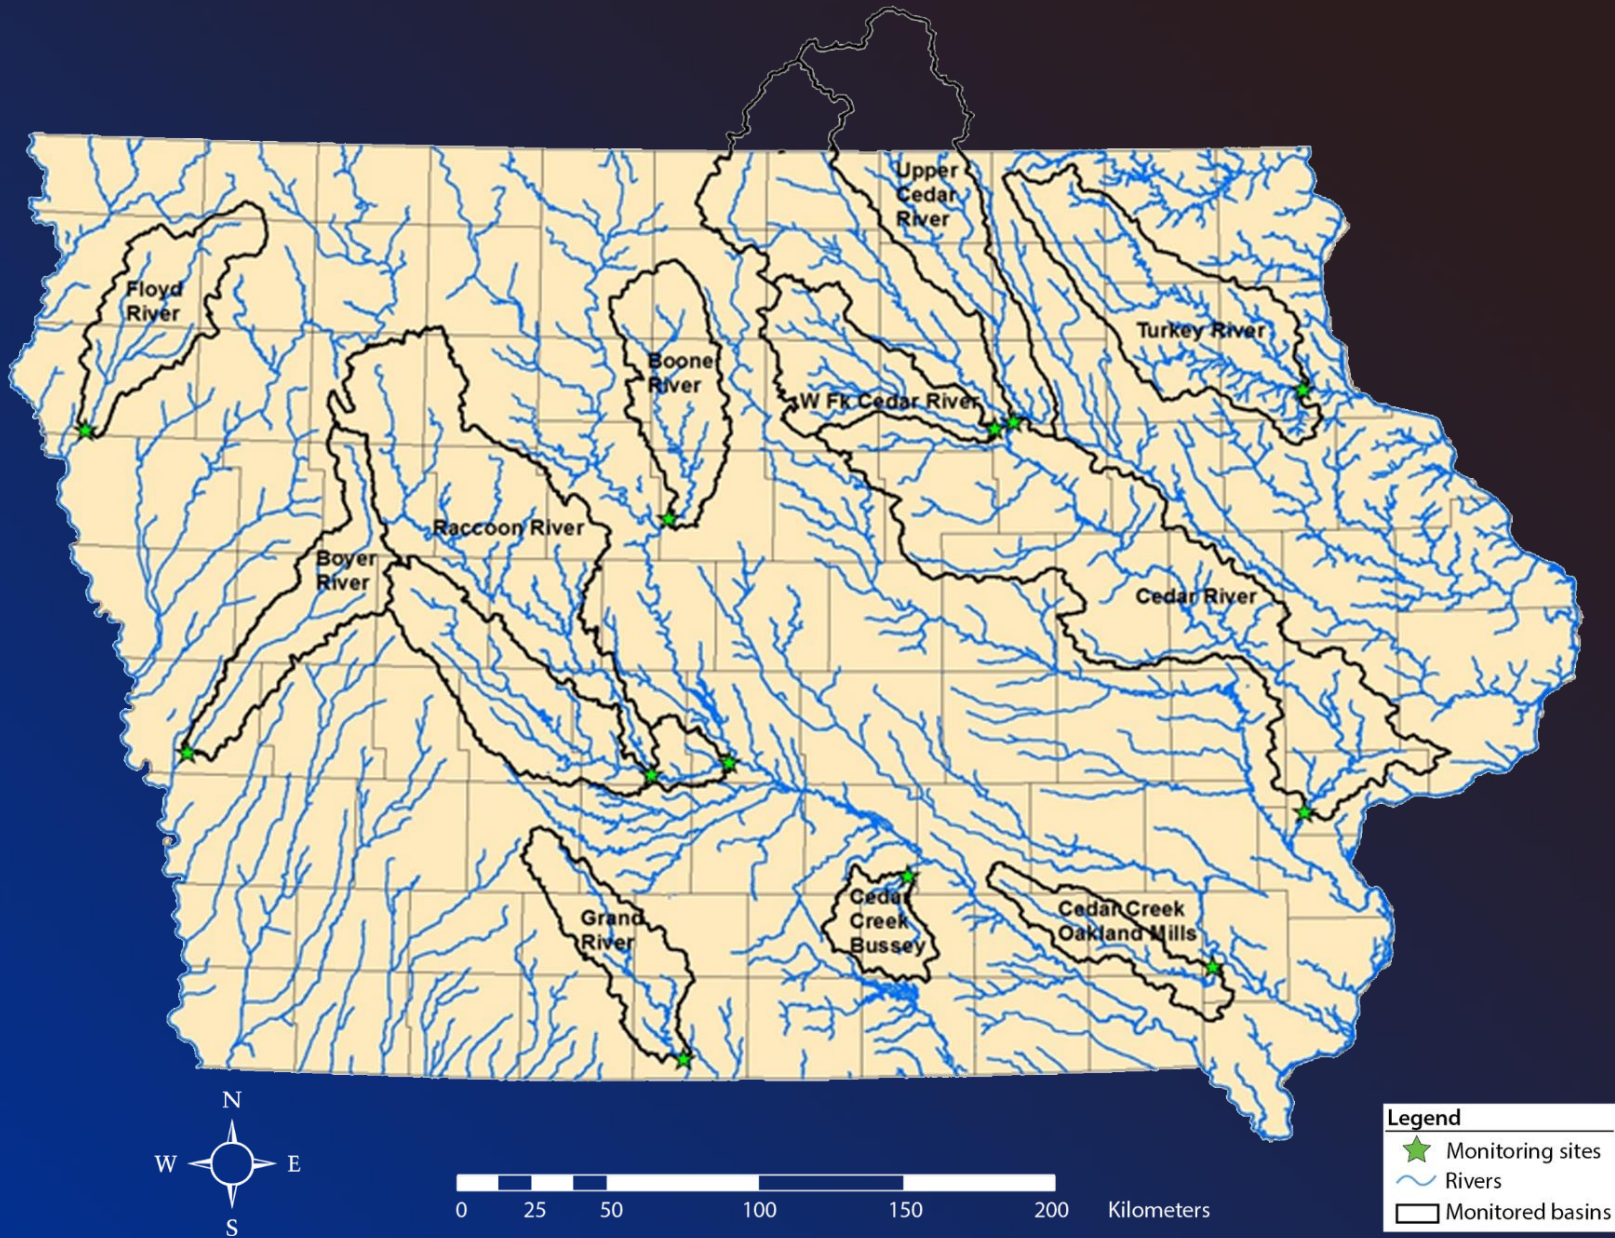 Upper
Cedar
River
Floyd
River
Turkey River
Boone
River
W Fk Cedar River
Raccoon River
Boyer
River
Cedar River
Cedar
Creek
Bussey
Cedar Creek
Oakland Mills
Grand
River
N
W
E
S
0 25 50 100 150 200 Kilometers
Legend
Monitoring sites
Rivers
Monitored basins